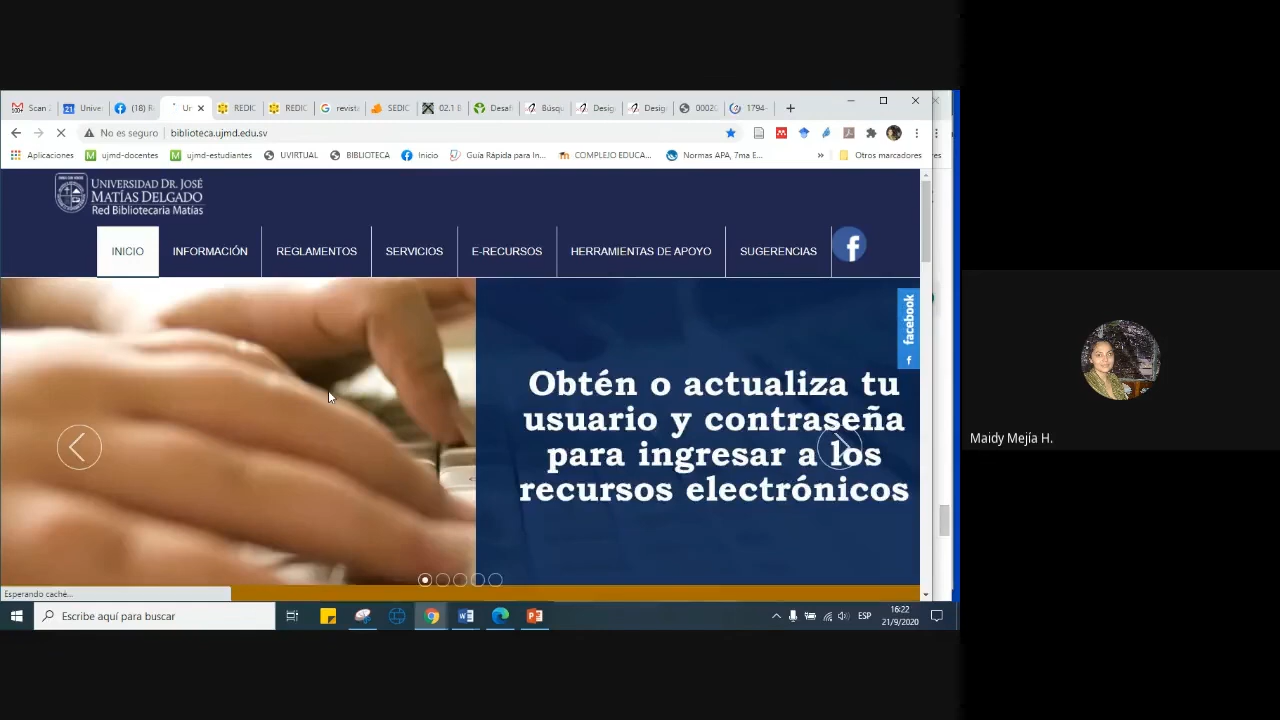 Scan
Unive
(18) R
Ur
REDIC
REDIC
revista
SEDIC
02.1 B
Desaf
Búsqu
Desig
Desig
0002
1794-
No es seguro
biblioteca.ujmd.edu.sv
Aplicaciones
ujmd-docentes
ujmd-estudiantes
UVIRTUAL
BIBLIOTECA
Inicio
Guía Rápida para In...
COMPLEJO EDUCA...
Normas APA, 7ma E...
»
Otros marcadores
res
UNIVERSIDAD DR. JOSÉ
MATÍAS DELGADO
Red Bibliotecaria Matías
INICIO
INFORMACIÓN
REGLAMENTOS
SERVICIOS
E-RECURSOS
HERRAMIENTAS DE APOYO
SUGERENCIAS
facebook
Obtén o actualiza tu
usuario y contraseña
para ingresar a los
recursos electrónicos
Maidy Mejía H.
Esperando caché...
Escribe aquí para buscar
ESP
16:22
21/9/2020